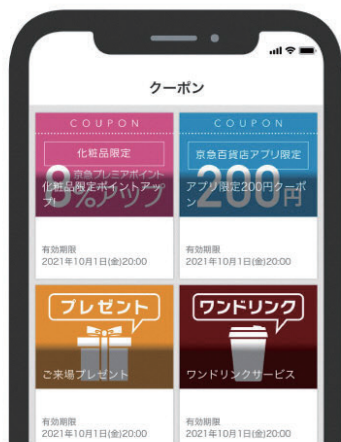 クーポン
COUPON
化粧品限定
京急プレミアポイント
8%アップ
化粧品限定ポイントアッ
プ!
有効期限
2021年10月1日(金)20:00
COUPON
京急百貨店アプリ限定
200円
アプリ限定200円クーポ
ン
有効期限
2021年10月1日(金)20:00
プレゼント
ご来場プレゼント
有効期限
2021年10月1日(金)20:00
ワンドリンク
ワンドリンクサービス
有効期限
2021年10月1日(金)20:00